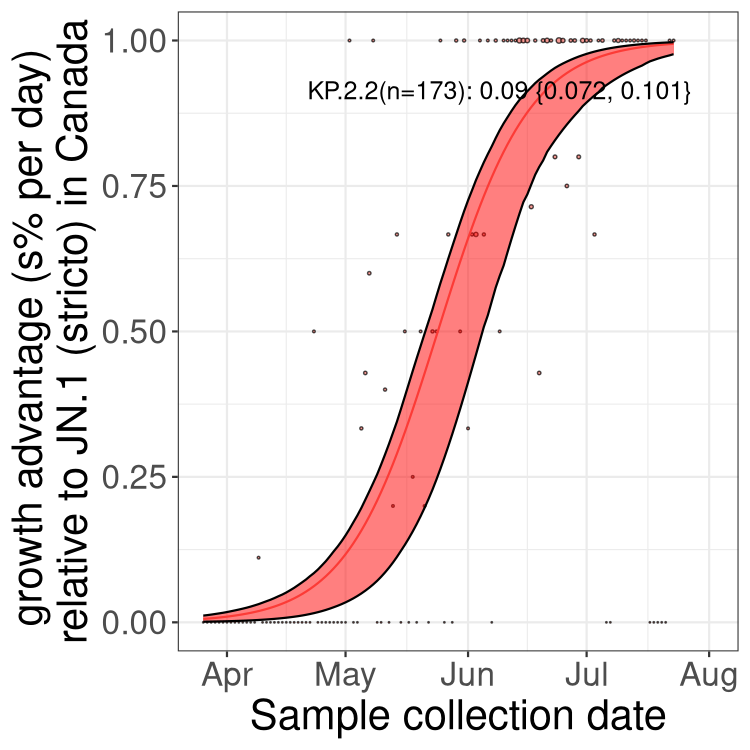 growth advantage (s% per day)
relative to JN.1 (stricto) in Canada
1.00
0.75
0.50
0.25
0.00
KP.2.2(n=173): 0.09 {0.072, 0.101}
Apr May Jun Jul Aug
Sample collection date